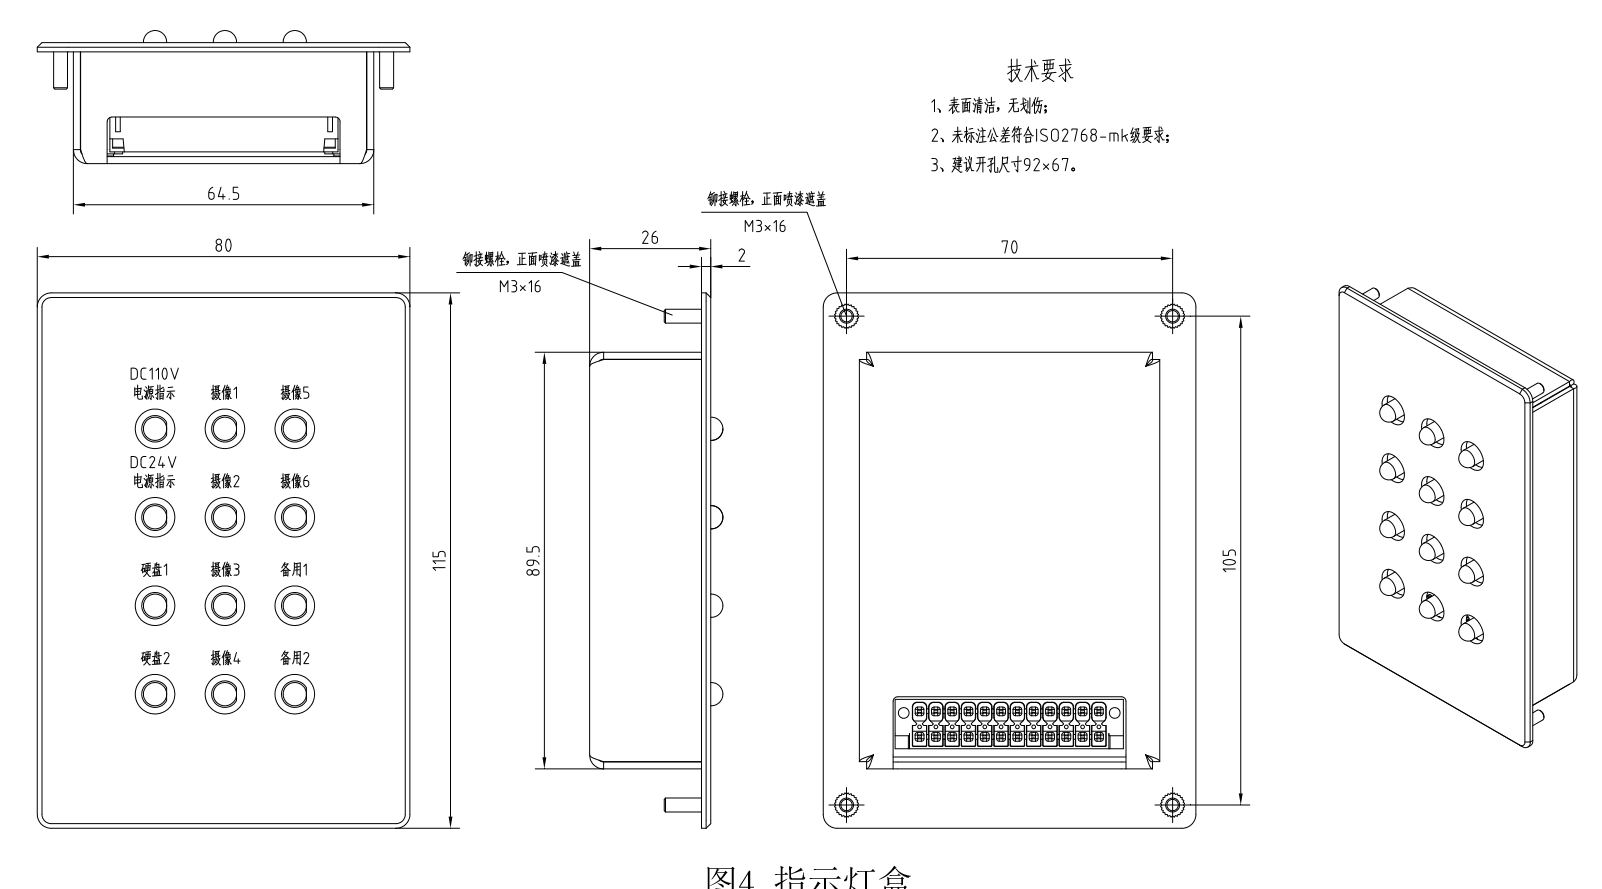 技术要求
1、表面清洁，无划伤；
2、未标注公差符合ISO2768-mk级要求；
3、建议开孔尺寸92×67。
64.5
铆接螺栓，正面喷漆遮盖
M3×16
80
26
2
70
铆接螺栓，正面喷漆遮盖
M3×16
DC110V
电源指示
摄像1
摄像5
DC24V
电源指示
摄像2
摄像6
硬盘1
摄像3
备用1
硬盘2
摄像4
备用2
115
89.5
105
图4 指示灯盒